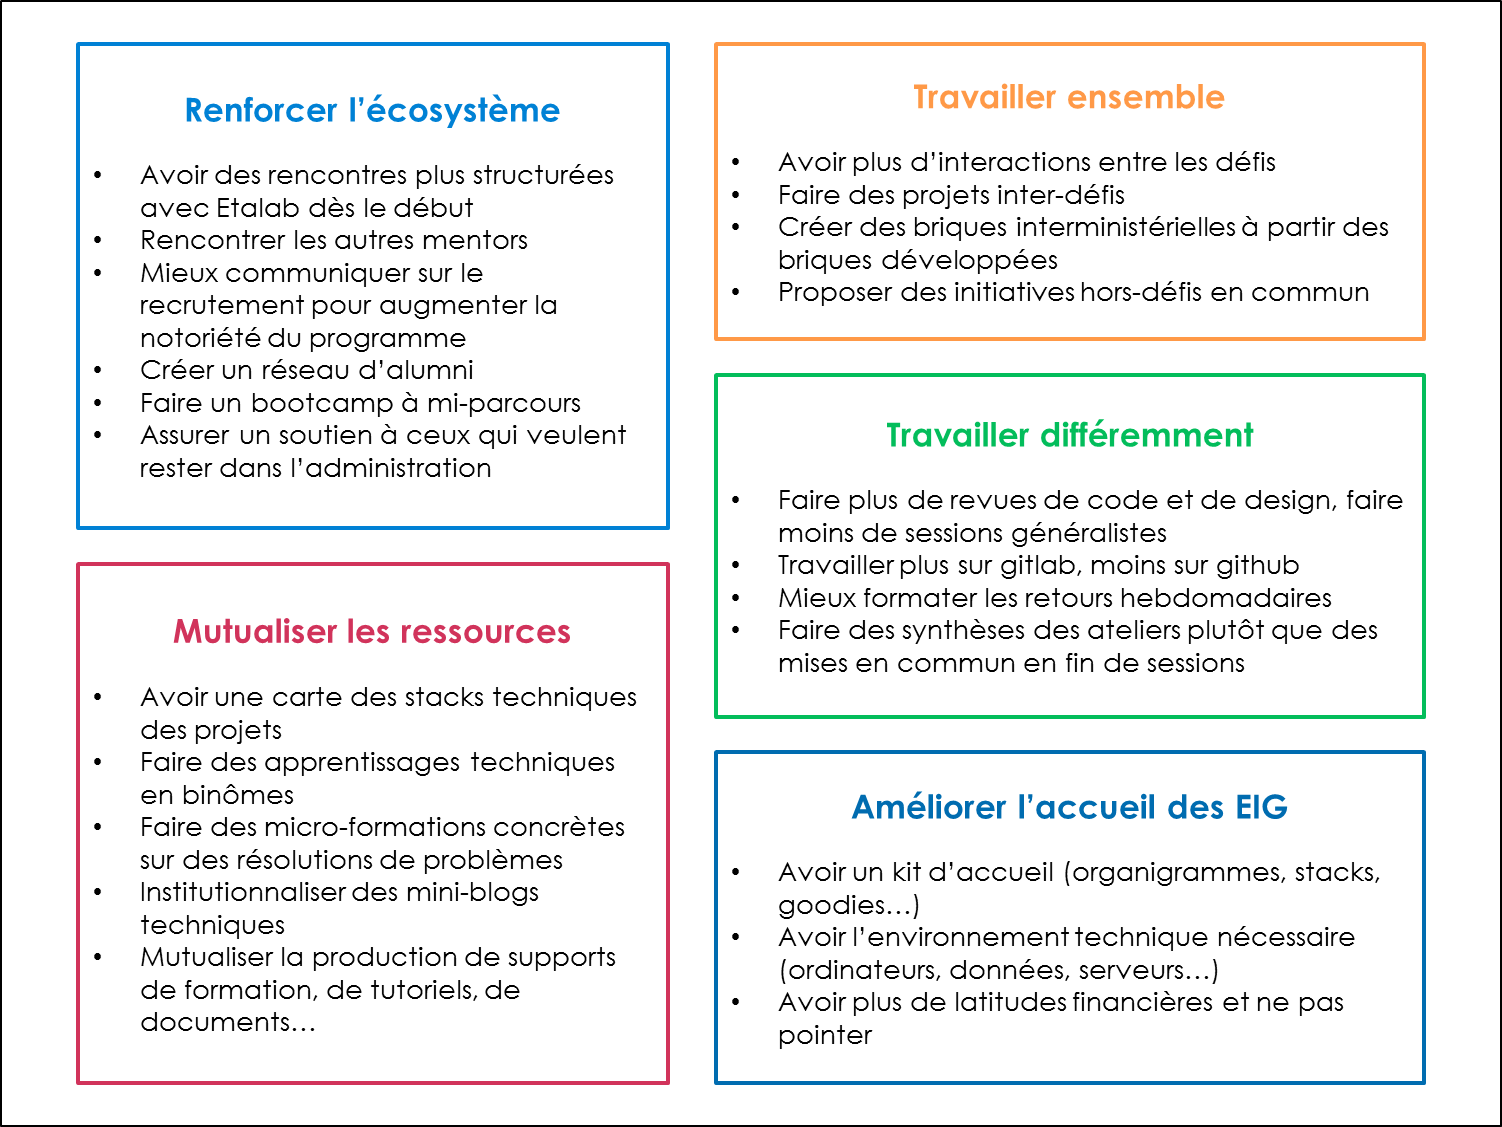 Renforcer l’écosystème
• Avoir des rencontres plus structurées
avec Etalab dès le début
• Rencontrer les autres mentors
• Mieux communiquer sur le
recrutement pour augmenter la
notoriété du programme
• Créer un réseau d’alumni
• Faire un bootcamp à mi-parcours
• Assurer un soutien à ceux qui veulent
rester dans l’administration
Mutualiser les ressources
• Avoir une carte des stacks techniques
des projets
• Faire des apprentissages techniques
en binômes
• Faire des micro-formations concrètes
sur des résolutions de problèmes
• Institutionnaliser des mini-blogs
techniques
• Mutualiser la production de supports
de formation, de tutoriels, de
documents…
Travailler ensemble
• Avoir plus d’interactions entre les défis
• Faire des projets inter-défis
• Créer des briques interministérielles à partir des
briques développées
• Proposer des initiatives hors-défis en commun
Travailler différemment
• Faire plus de revues de code et de design, faire
moins de sessions généralistes
• Travailler plus sur gitlab, moins sur github
• Mieux formater les retours hebdomadaires
• Faire des synthèses des ateliers plutôt que des
mises en commun en fin de sessions
Améliorer l’accueil des EIG
• Avoir un kit d’accueil (organigrammes, stacks,
goodies…)
• Avoir l’environnement technique nécessaire
(ordinateurs, données, serveurs…)
• Avoir plus de latitudes financières et ne pas
pointer